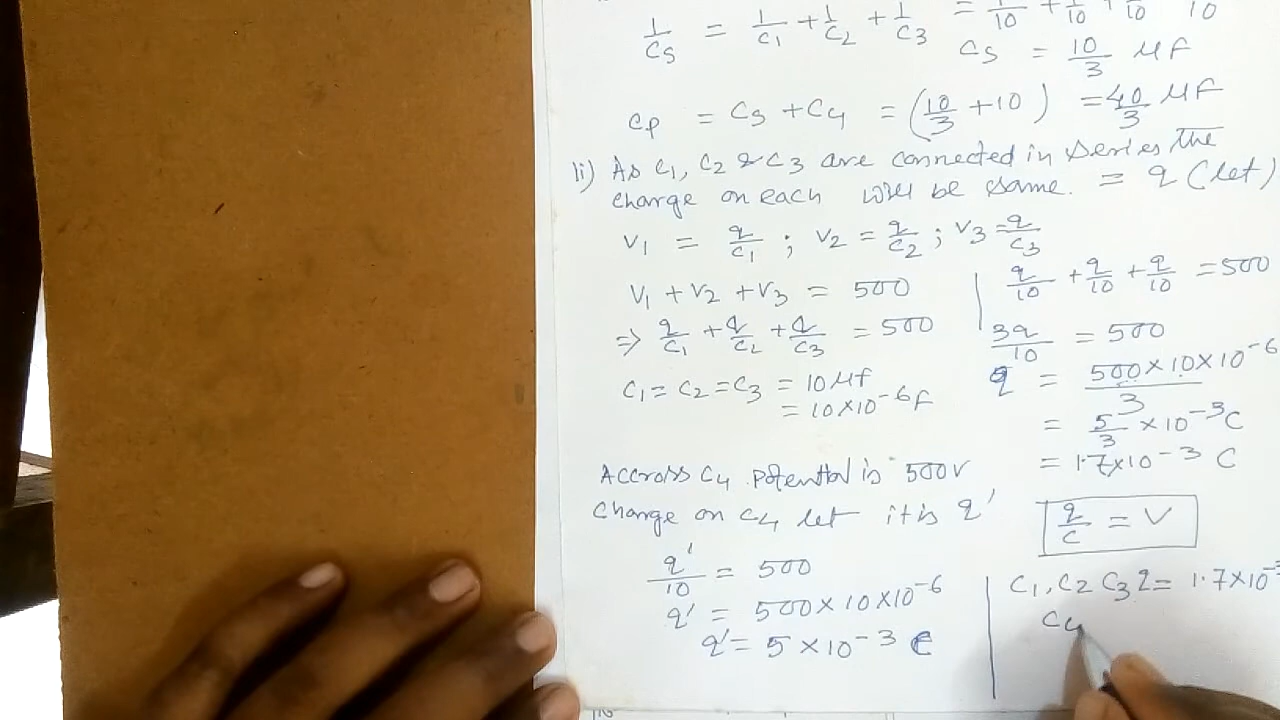 1/Cs = 1/C1 + 1/C2 + 1/C3 = 1/10 + 1/10 + 1/10
Cs = 10/3 μF
Cp = Cs + C4 = (10/3 + 10) = 40/3 μF
ii) As C1, C2 & C3 are connected in series the
charge on each will be same. = q (let)
V1 = q/C1 ; V2 = q/C2 ; V3 = q/C3
V1 + V2 + V3 = 500
⇒ q/C1 + q/C2 + q/C3 = 500
C1 = C2 = C3 = 10 μf
= 10×10^-6 F
q/10 + q/10 + q/10 = 500
3q/10 = 500
q = 500×10×10^-6/3
= 5/3 ×10^-3 C
= 1.7×10^-3 C
Accross C4 potential is 500V
charge on C4 let it is q'
q'/10 = 500
q' = 500×10×10^-6
q' = 5×10^-3 C
q/c = V
C1, C2 C3 q = 1.7×10^-3
C4